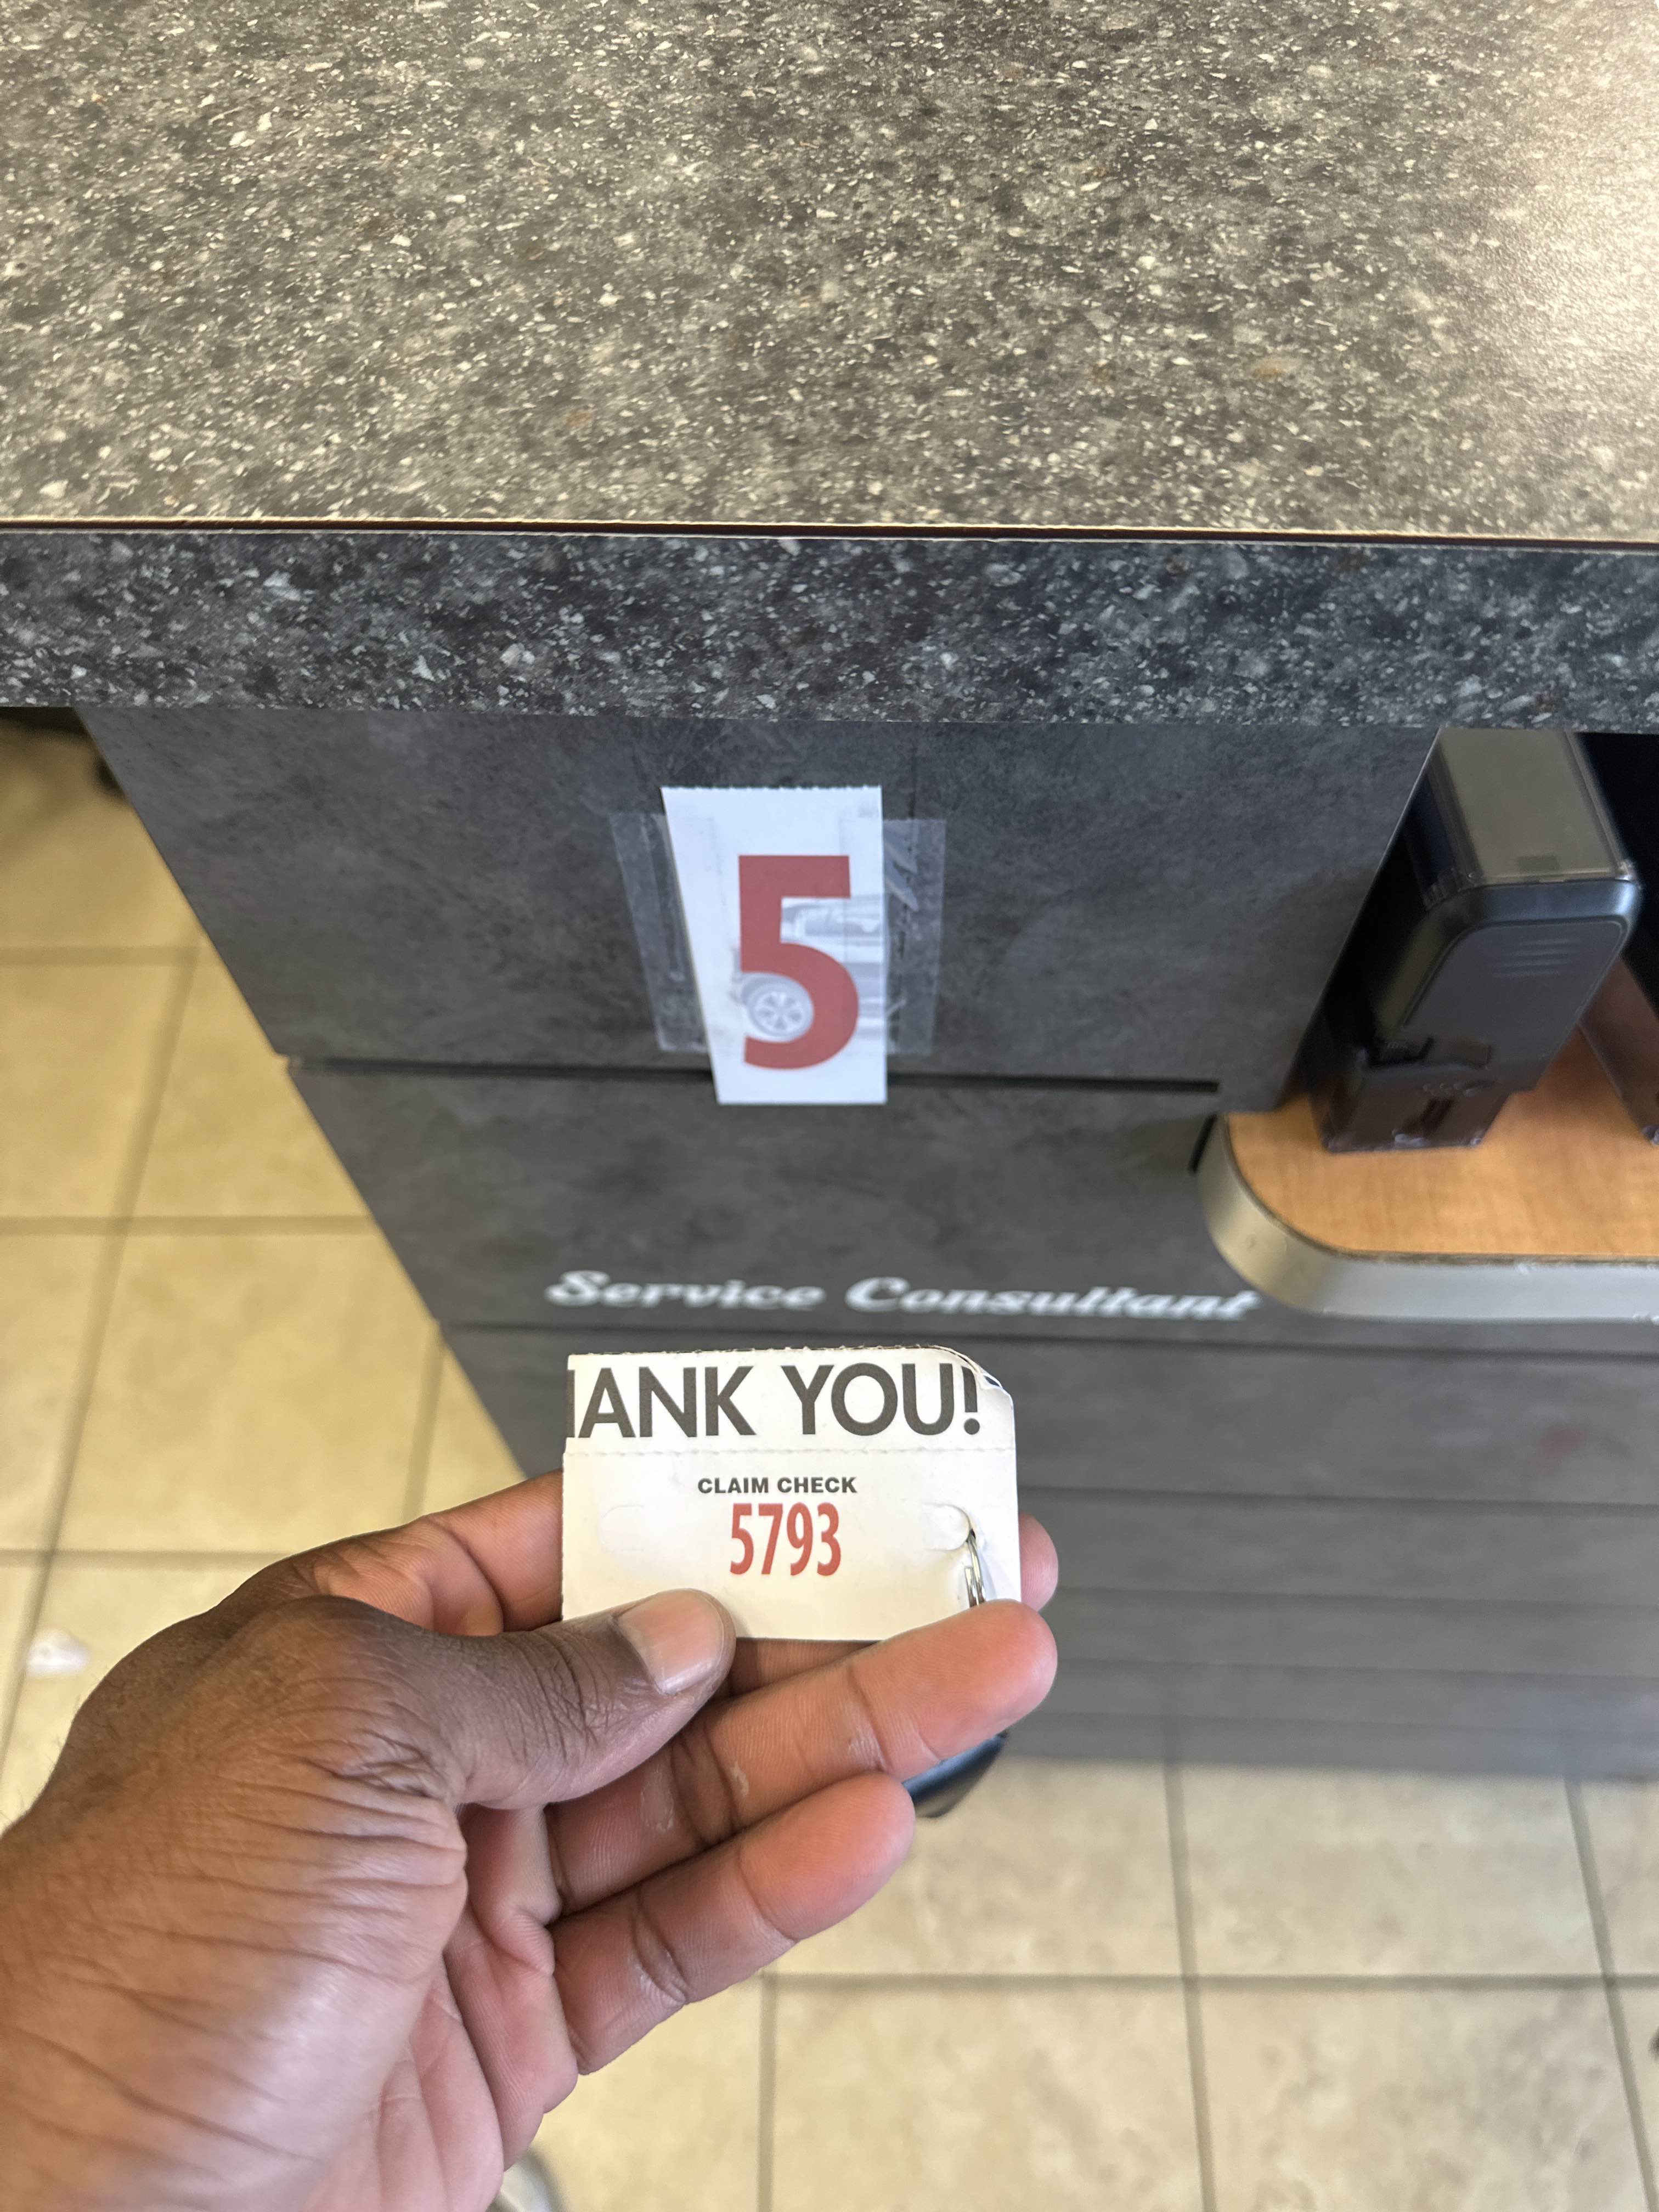 5
Service Consultant
ANK YOU!
CLAIM CHECK
5793